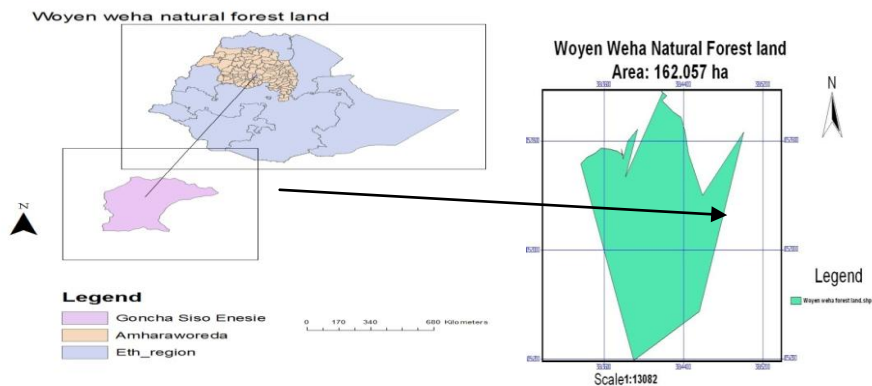 Woyen weha natural forest land
N
Legend
Goncha Siso Enesie
Amharaworeda
Eth_region
0 170 340 680 Kilometers
Woyen Weha Natural Forest land
Area: 162.057 ha
N
Legend
Woyen weha forest land.shp
Scale1:13082